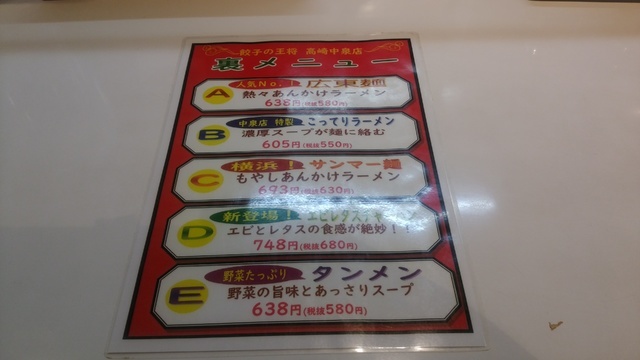 餃子の王将 高崎中泉店
裏メニュー
A
人気No.1 広東麺
熱々あんかけラーメン
638円(税抜580円)
B
中泉店 特製 こってりラーメン
濃厚スープが麺に絡む
605円(税抜550円)
C
横浜! サンマー麺
もやしあんかけラーメン
693円(税抜630円)
D
新登場! エビレタス
エビとレタスの食感が絶妙!!
748円(税抜680円)
E
野菜たっぷり タンメン
野菜の旨味とあっさりスープ
638円(税抜580円)